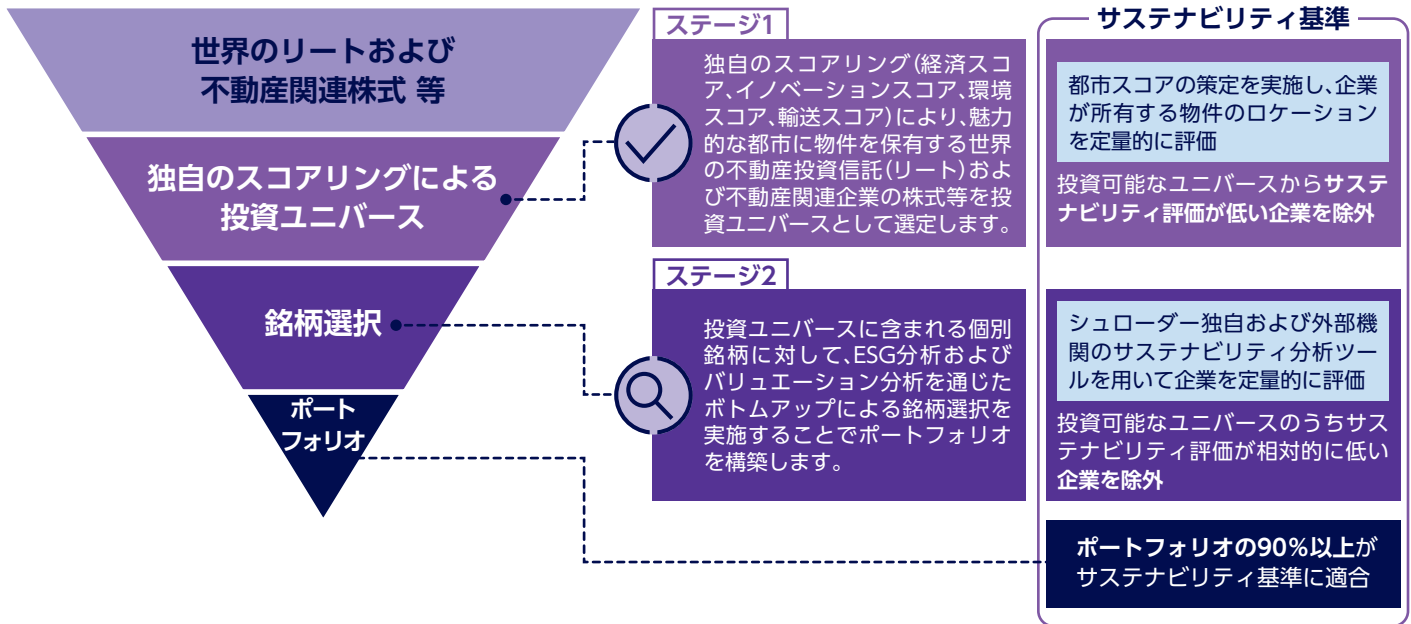 世界のリートおよび
不動産関連株式 等
独自のスコアリングによる
投資ユニバース
銘柄選択
ポート
フォリオ
ステージ1
独自のスコアリング（経済スコ
ア、イノベーションスコア、環境
スコア、輸送スコア）により、魅力
的な都市に物件を保有する世界
の不動産投資信託（リート）およ
び不動産関連企業の株式等を投
資ユニバースとして選定します。
ステージ2
投資ユニバースに含まれる個別
銘柄に対して、ESG分析および
バリュエーション分析を通じた
ボトムアップによる銘柄選択を
実施することでポートフォリオ
を構築します。
サステナビリティ基準
都市スコアの策定を実施し、企業
が所有する物件のロケーション
を定量的に評価
投資可能なユニバースからサステ
ナビリティ評価が低い企業を除外
シュローダー独自および外部機
関のサステナビリティ分析ツー
ルを用いて企業を定量的に評価
投資可能なユニバースのうちサス
テナビリティ評価が相対的に低い
企業を除外
ポートフォリオの90%以上が
サステナビリティ基準に適合